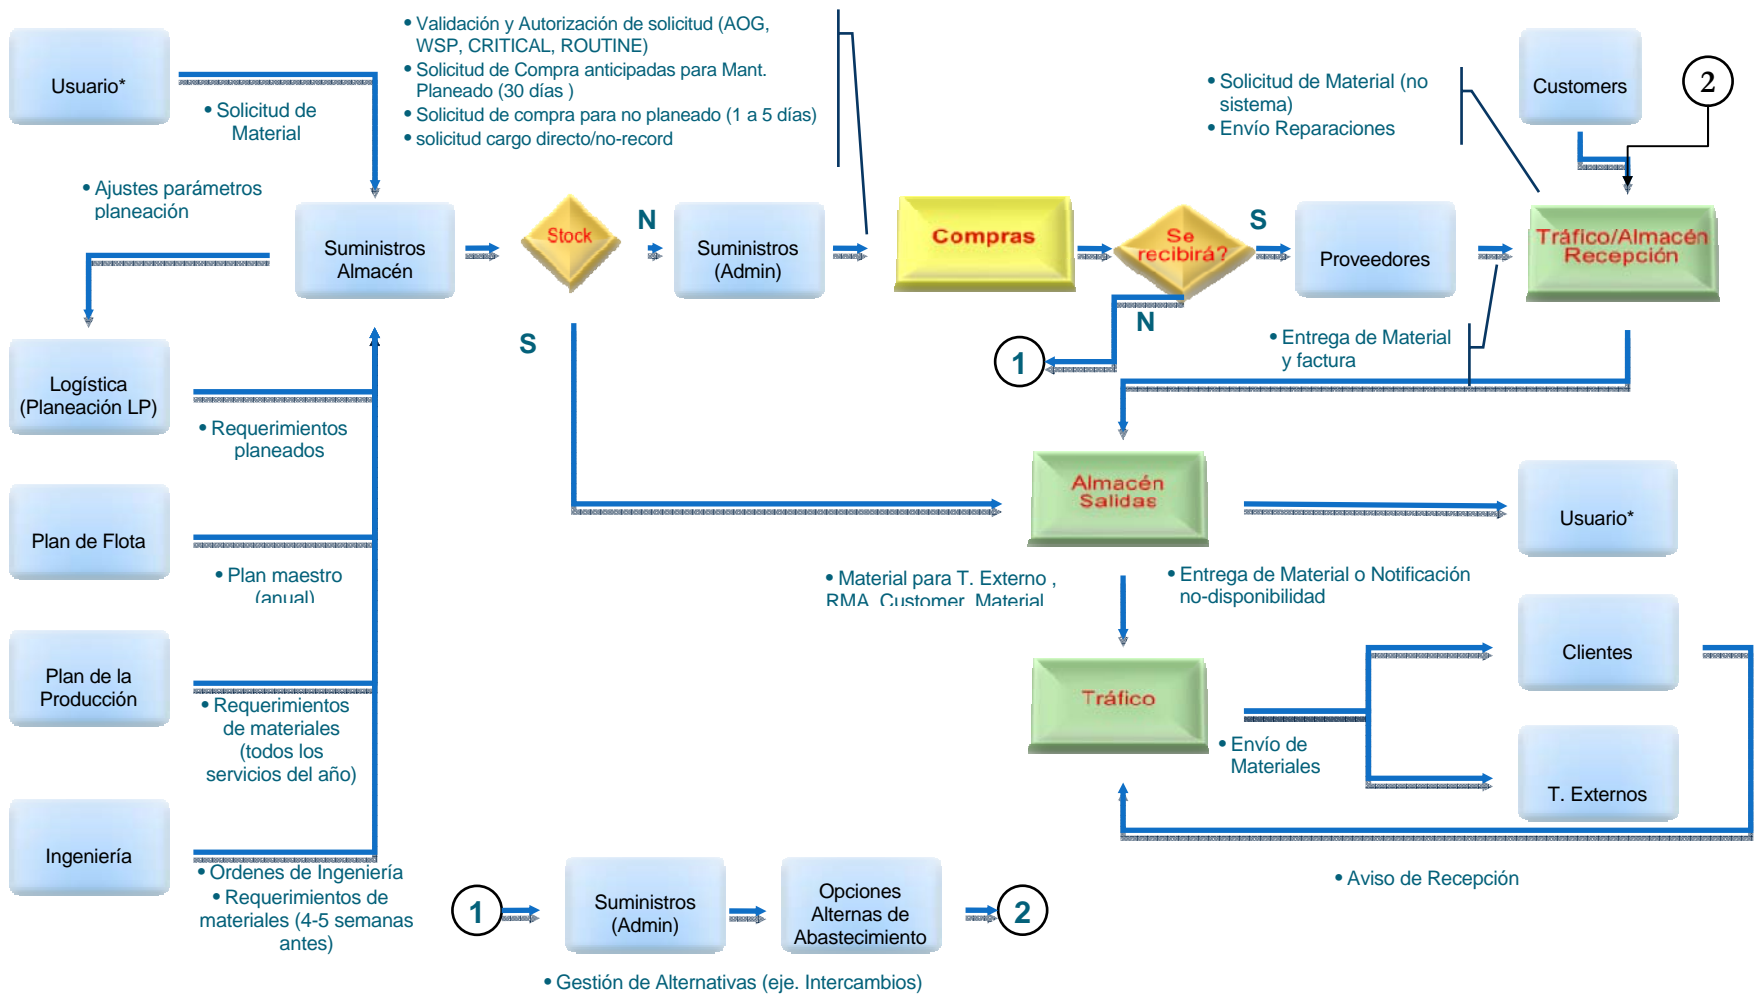 • Validación y Autorización de solicitud (AOG,
WSP, CRITICAL, ROUTINE)
• Solicitud de Compra anticipadas para Mant.
Planeado (30 días )
• Solicitud de compra para no planeado (1 a 5 días)
• solicitud cargo directo/no-record
Usuario*
• Solicitud de
Material
• Solicitud de Material (no
sistema)
• Envío Reparaciones
Customers
2
• Ajustes parámetros
planeación
Suministros
Almacén
Stock
N
Suministros
(Admin)
Compras
Se
recibirá?
S
Proveedores
Tráfico/Almacén
Recepción
S
N
1
• Entrega de Material
y factura
Logística
(Planeación LP)
• Requerimientos
planeados
Almacén
Salidas
Usuario*
Plan de Flota
• Plan maestro
(anual)
• Material para T. Externo ,
RMA, Customer, Material
• Entrega de Material o Notificación
no-disponibilidad
Plan de la
Producción
• Requerimientos
de materiales
(todos los
servicios del año)
Tráfico
• Envío de
Materiales
Clientes
T. Externos
Ingeniería
• Ordenes de Ingeniería
• Requerimientos de
materiales (4-5 semanas
antes)
• Aviso de Recepción
1
Suministros
(Admin)
Opciones
Alternas de
Abastecimiento
2
• Gestión de Alternativas (eje. Intercambios)